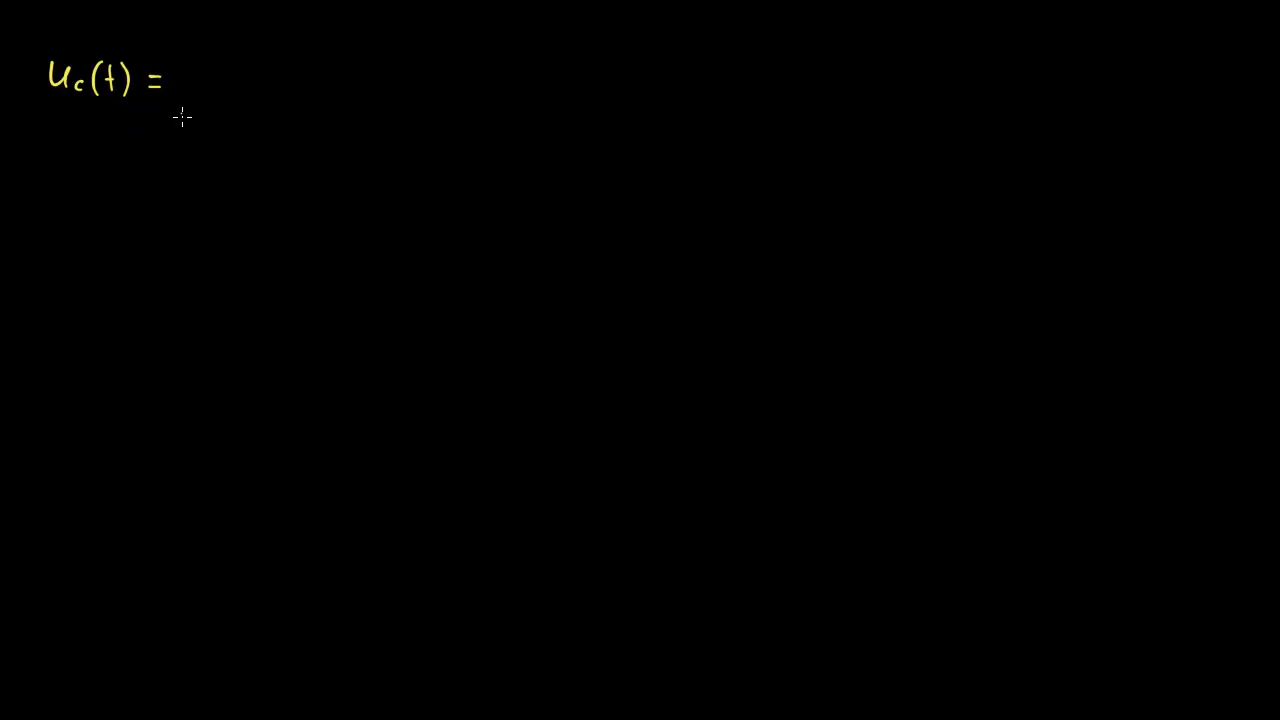 u_c(t) =